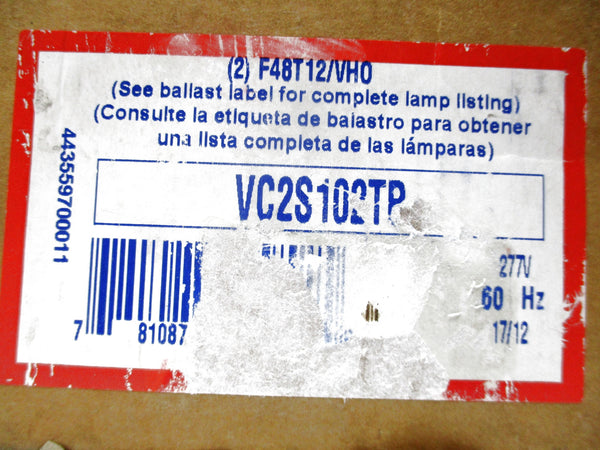 (2) F48T12/VHO
(See ballast label for complete lamp listing)
(Consulte la etiqueta de balastro para obtener
una lista completa de las lámparas)
VC2S102TP
443559700011
277V
60 Hz
17/12
7 81087